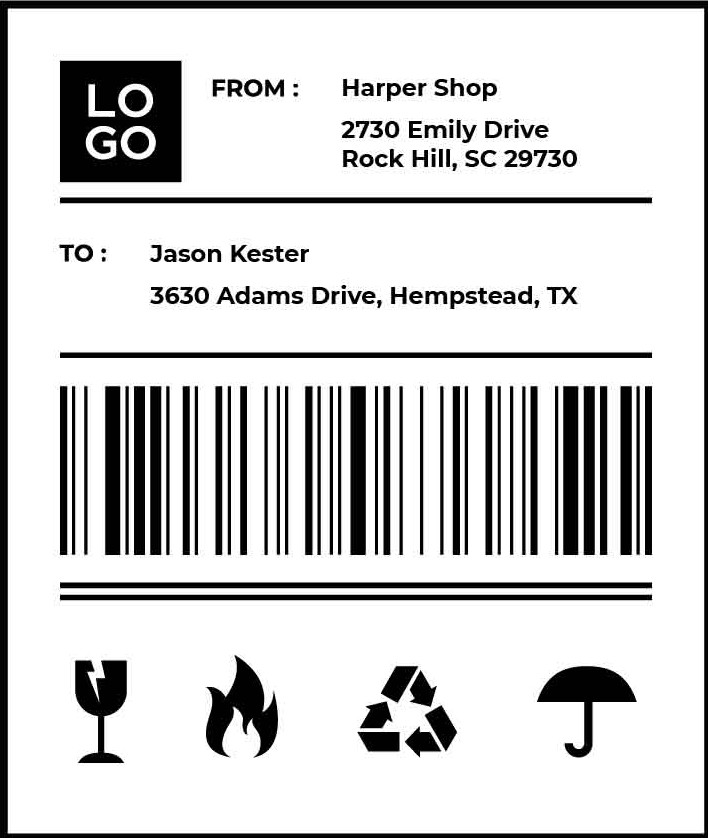 LO
GO
FROM : Harper Shop
2730 Emily Drive
Rock Hill, SC 29730
TO : Jason Kester
3630 Adams Drive, Hempstead, TX